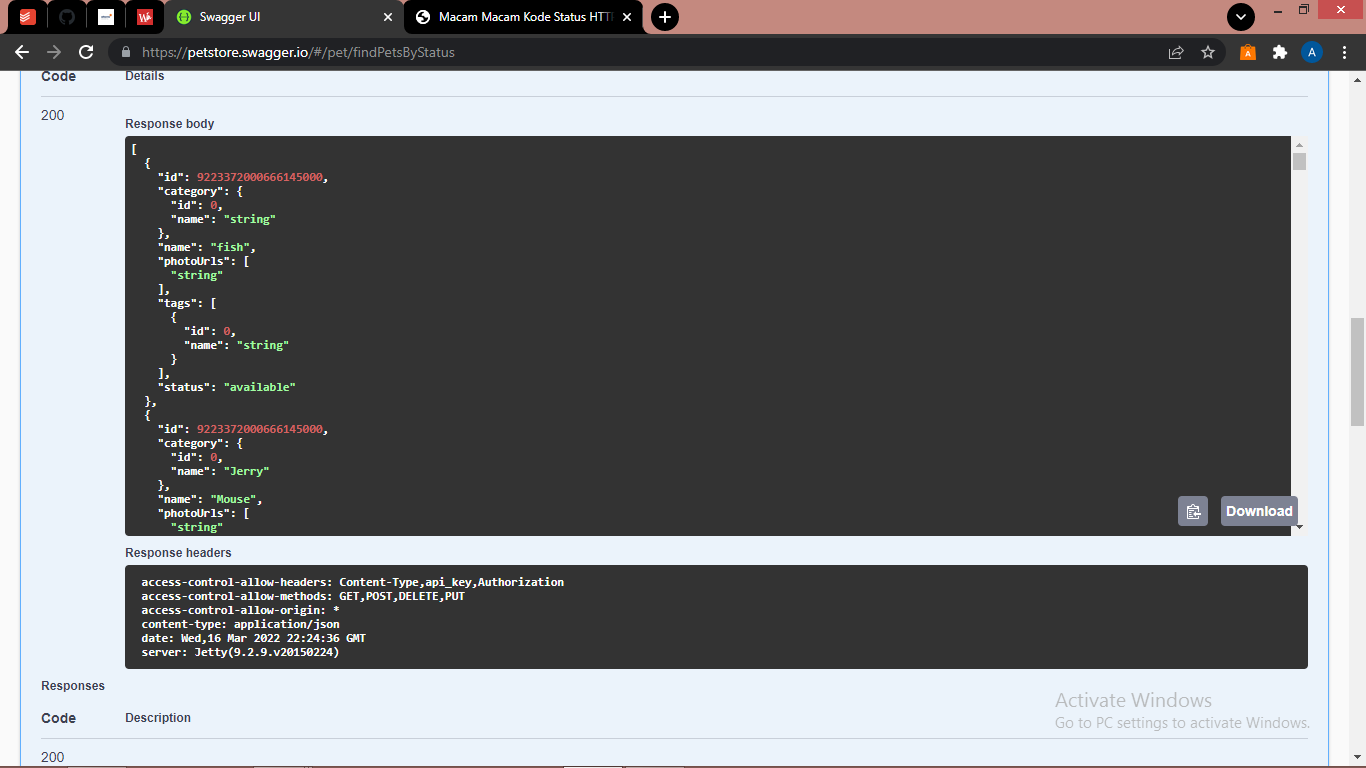 Swagger UI
Macam Macam Kode Status HTT
https://petstore.swagger.io/#/pet/findPetsByStatus
A
Code Details
200
Response body
[
{
"id": 9223372000666145000,
"category": {
"id": 0,
"name": "string"
},
"name": "fish",
"photoUrls": [
"string"
],
"tags": [
{
"id": 0,
"name": "string"
}
],
"status": "available"
},
{
"id": 9223372000666145000,
"category": {
"id": 0,
"name": "Jerry"
},
"name": "Mouse",
"photoUrls": [
"string"
Download
Response headers
access-control-allow-headers: Content-Type,api_key,Authorization
access-control-allow-methods: GET,POST,DELETE,PUT
access-control-allow-origin: *
content-type: application/json
date: Wed,16 Mar 2022 22:24:36 GMT
server: Jetty(9.2.9.v20150224)
Responses
Code Description
200
Activate Windows
Go to PC settings to activate Windows.